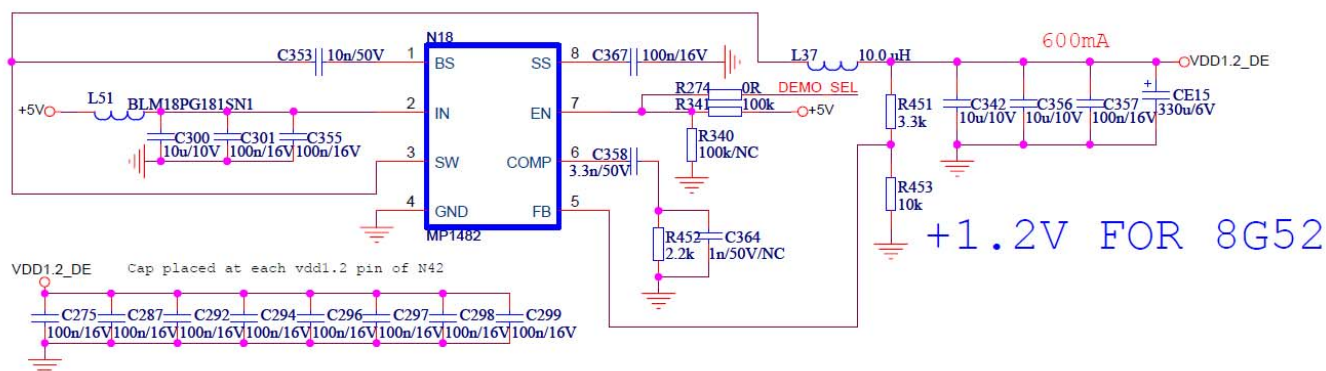 N18
C353 10n/50V
1 BS
SS 8
C367 100n/16V
L37 10.0uH
600mA
VDD1.2_DE
L51
BLM18PG181SN1
+5V
2 IN
EN 7
R274 0R
DEMO_SEL
R341 100k
+5V
C300
10u/10V
C301
100n/16V
C355
100n/16V
R340
100k/NC
R451
3.3k
C342
10u/10V
C356
10u/10V
C357
100n/16V
+ CE15
330u/6V
3 SW
COMP 6
C358
3.3n/50V
4 GND
FB 5
MP1482
R453
10k
R452
2.2k
C364
1n/50V/NC
+1.2V FOR 8G52
VDD1.2_DE
Cap placed at each vdd1.2 pin of N42
C275
100n/16V
C287
100n/16V
C292
100n/16V
C294
100n/16V
C296
100n/16V
C297
100n/16V
C298
100n/16V
C299
100n/16V